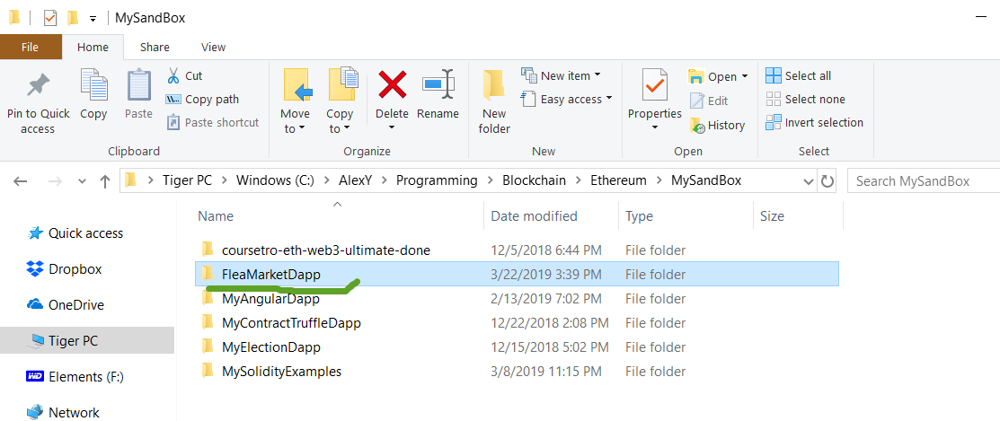 MySandBox
File Home Share View
Pin to Quick access
Copy
Paste
Cut
Copy path
Paste shortcut
Move to
Copy to
Delete
Rename
New folder
New item
Easy access
Properties
Open
Edit
History
Select all
Select none
Invert selection
Clipboard Organize New Open Select
Tiger PC > Windows (C:) > AlexY > Programming > Blockchain > Ethereum > MySandBox
Search MySandBox
Name Date modified Type Size
Quick access
Dropbox
OneDrive
Tiger PC
WD Elements (F:)
Network
coursetro-eth-web3-ultimate-done 12/5/2018 6:44 PM File folder
FleaMarketDapp 3/22/2019 3:39 PM File folder
MyAngularDapp 2/13/2019 7:02 PM File folder
MyContractTruffleDapp 12/22/2018 2:08 PM File folder
MyElectionDapp 12/15/2018 5:02 PM File folder
MySolidityExamples 3/8/2019 11:15 PM File folder